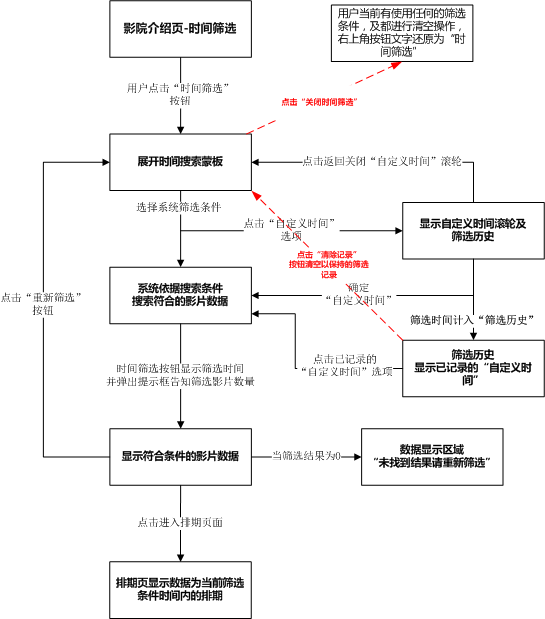 影院介绍页-时间筛选
用户当前有使用任何的筛选
条件，及都进行清空操作，
右上角按钮文字还原为“时
间筛选”
用户点击“时间筛选”
按钮
点击“关闭时间筛选”
展开时间搜索蒙板
点击返回关闭“自定义时间”滚轮
选择系统筛选条件
点击“自定义时间”
选项
显示自定义时间滚轮及
筛选历史
点击“清除记录”
按钮清空以保持的筛选
记录
系统依据搜索条件
搜索符合的影片数据
确定
“自定义时间”
点击“重新筛选”
按钮
筛选时间计入“筛选历史”
筛选历史
显示已记录的“自定义时
间”
点击已记录的
“自定义时间”选项
时间筛选按钮显示筛选时间
并弹出提示框告知筛选影片数量
显示符合条件的影片数据
当筛选结果为0
数据显示区域
“未找到结果请重新筛选”
点击进入排期页面
排期页显示数据为当前筛选
条件时间内的排期